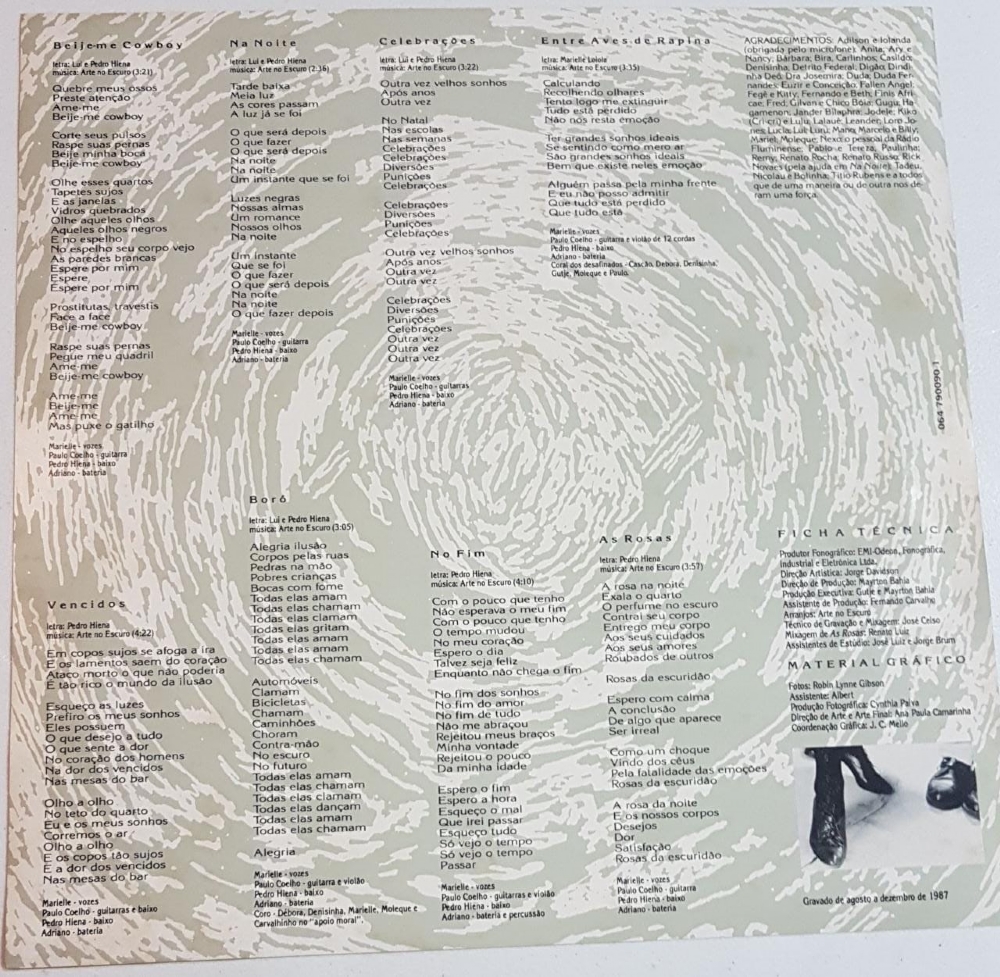 Beije-me Cowboy
letra: Lui e Pedro Hiena
música: Arte no Escuro (3:21)
Quebre meus ossos
Preste atenção
Ame-me
Beije-me cowboy
Corte seus pulsos
Raspe suas pernas
Beije minha boca
Beije-me cowboy
Olhe esses quartos
Tapetes sujos
E as janelas
Vidros quebrados
Olhe aqueles olhos
Aqueles olhos negros
E no espelho
No espelho seu corpo vejo
As paredes brancas
Espere por mim
Espere,
Espere por mim
Prostitutas, travestis
Face a face
Beije-me cowboy
Raspe suas pernas
Pegue meu quadril
Ame-me
Beije-me cowboy
Ame-me
Beije-me
Ame-me
Mas puxe o gatilho
Marielle - vozes
Paulo Coelho - guitarra
Pedro Hiena - baixo
Adriano - bateria
Na Noite
letra: Lui e Pedro Hiena
música: Arte no Escuro (2:36)
Tarde baixa
Meia luz
As cores passam
A luz já se foi
O que será depois
O que fazer
O que será depois
Na noite
Na noite
Um instante que se foi
Luzes negras
Nossas almas
Um romance
Nossos olhos
Na noite
Um instante
Que se foi
O que fazer
O que será depois
Na noite
Na noite
O que fazer depois
Marielle - vozes
Paulo Coelho - guitarra
Pedro Hiena - baixo
Adriano - bateria
Celebrações
letra: Lui e Pedro Hiena
música: Arte no Escuro (3:22)
Outra vez velhos sonhos
Após anos
Outra vez
No Natal
Nas escolas
Nas semanas
Celebrações
Celebrações
Diversões
Punições
Celebrações
Celebrações
Diversões
Punições
Celebrações
Outra vez velhos sonhos
Após anos
Outra vez
Outra vez
Celebrações
Diversões
Punições
Celebrações
Outra vez
Outra vez
Outra vez
Marielle - vozes
Paulo Coelho - guitarras
Pedro Hiena - baixo
Adriano - bateria
Entre Aves de Rapina
letra: Marielle Loiola
música: Arte no Escuro (3:35)
Calculando
Recolhendo olhares
Tento logo me extinguir
Tudo está perdido
Não nos resta emoção
Ter grandes sonhos ideais
Se sentindo como mero ar
São grandes sonhos ideais
Bem que existe neles emoção
Alguém passa pela minha frente
E eu não posso admitir
Que tudo está perdido
Que tudo está
Marielle - vozes
Paulo Coelho - guitarra e violão de 12 cordas
Pedro Hiena - baixo
Adriano - bateria
Coral dos desafinados - Cascão, Débora, Denisinha,
Gutje, Moleque e Paulo.
AGRADECIMENTOS: Adilson e Iolanda
(obrigada pelo microfone), Anita, Ary e
Nancy, Bárbara, Bira, Carlinhos, Casildo,
Denisinha, Detrito Federal, Digão, Dindi-
nha Deó, Dra Josemira, Duda, Duda Fer-
nandes, Eunir e Conceição, Fallen Angel,
Fegê e Kitty, Fernando e Beth, Finis Afri-
cae, Fred, Gilvan e Chico Bóia, Gugu, Ha-
gamenon, Jander Bilaphra, Jodele, Kiko
(Cri-cri) e Lulu, Lalaue, Leander, Loro Jo-
nes, Lucia, Lui, Luni, Mano, Marcelo e Billy,
Mariel, Moleque, Nexo, o pessoal da Rádio
Fluminense, Pablo e Tereza, Paulinha,
Remy, Renato Rocha, Renato Russo, Rick
Novacs (pela ajuda em Na Noite), Tadeu,
Nicolau e Bolinha, Titio Rubens e a todos
que de uma maneira ou de outra nos de-
ram uma força.
064 790090 1
Vencidos
letra: Pedro Hiena
música: Arte no Escuro (4:22)
Em copos sujos se afoga a ira
E os lamentos saem do coração
Ataco morto o que não poderia
E tão rico o mundo da ilusão
Esqueço as luzes
Prefiro os meus sonhos
Eles possuem
O que desejo a tudo
O que sente a dor
No coração dos homens
Na dor dos vencidos
Nas mesas do bar
Olho a olho
No teto do quarto
Eu e os meus sonhos
Corremos o ar
Olho a olho
E os copos tão sujos
E a dor dos vencidos
Nas mesas do bar
Marielle - vozes
Paulo Coelho - guitarras e baixo
Pedro Hiena - baixo
Adriano - bateria
Borô
letra: Lui e Pedro Hiena
música: Arte no Escuro (3:05)
Alegria ilusão
Corpos pelas ruas
Pedras na mão
Pobres crianças
Bocas com fome
Todas elas amam
Todas elas chamam
Todas elas clamam
Todas elas gritam
Todas elas amam
Todas elas amam
Todas elas chamam
Automóveis
Clamam
Bicicletas
Chamam
Caminhões
Choram
Contra-mão
No escuro
No futuro
Todas elas amam
Todas elas chamam
Todas elas clamam
Todas elas dançam
Todas elas amam
Todas elas chamam
Alegria
Marielle - vozes
Paulo Coelho - guitarra e violão
Pedro Hiena - baixo
Adriano - bateria
Coro - Débora, Denisinha, Marielle, Moleque e
Carvalhinho no "apoio moral".
No Fim
letra: Pedro Hiena
música: Arte no Escuro (4:10)
Com o pouco que tenho
Não esperava o meu fim
Com o pouco que tenho
O tempo mudou
No meu coração
Espero o dia
Talvez seja feliz
Enquanto não chega o fim
No fim dos sonhos
No fim do amor
No fim de tudo
Não me abraçou
Rejeitou meus braços
Minha vontade
Rejeitou o pouco
Da minha idade
Espero o fim
Espero a hora
Esqueço o mal
Que irei passar
Esqueço tudo
Só vejo o tempo
Só vejo o tempo
Passar
Marielle - vozes
Paulo Coelho - guitarras e violão
Pedro Hiena - baixo
Adriano - bateria e percussão
As Rosas
letra: Pedro Hiena
música: Arte no Escuro (3:57)
A rosa na noite
Exala o quarto
O perfume no escuro
Contrai seu corpo
Entrego meu corpo
Aos seus cuidados
Aos seus amores
Roubados de outros
Rosas da escuridão
Espero com calma
A conclusão
De algo que aparece
Ser irreal
Como um choque
Vindo dos céus
Pela fatalidade das emoções
Rosas da escuridão
A rosa da noite
E os nossos corpos
Desejos
Dor
Satisfação
Rosas da escuridão
Marielle - vozes
Paulo Coelho - guitarra
Pedro Hiena - baixo
Adriano - bateria
FICHA TÉCNICA
Produtor Fonográfico: EMI-Odeon, Fonográfica,
Industrial e Eletrônica Ltda.
Direção Artística: Jorge Davidson
Direção de Produção: Mayrton Bahia
Produção Executiva: Gutje e Mayrton Bahia
Assistente de Produção: Fernando Carvalho
Arranjos: Arte no Escuro
Técnico de Gravação e Mixagem: José Celso
Mixagem de As Rosas: Renato Luiz
Assistentes de Estúdio: José Luiz e Jorge Brum
MATERIAL GRÁFICO
Fotos: Robin Lynne Gibson
Assistente: Albert
Produção Fotográfica: Cynthia Paiva
Direção de Arte e Arte Final: Ana Paula Camarinha
Coordenação Gráfica: J. C. Mello
Gravado de agosto a dezembro de 1987